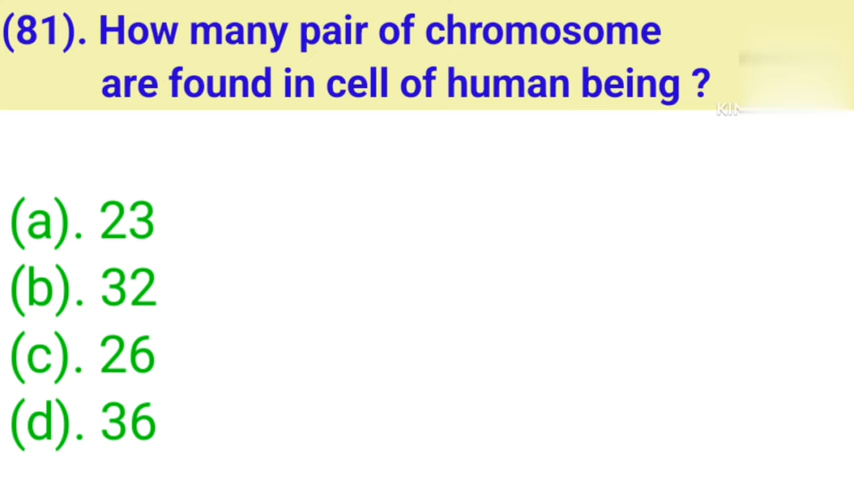 (81). How many pair of chromosome
are found in cell of human being ?
(a). 23
(b). 32
(c). 26
(d). 36